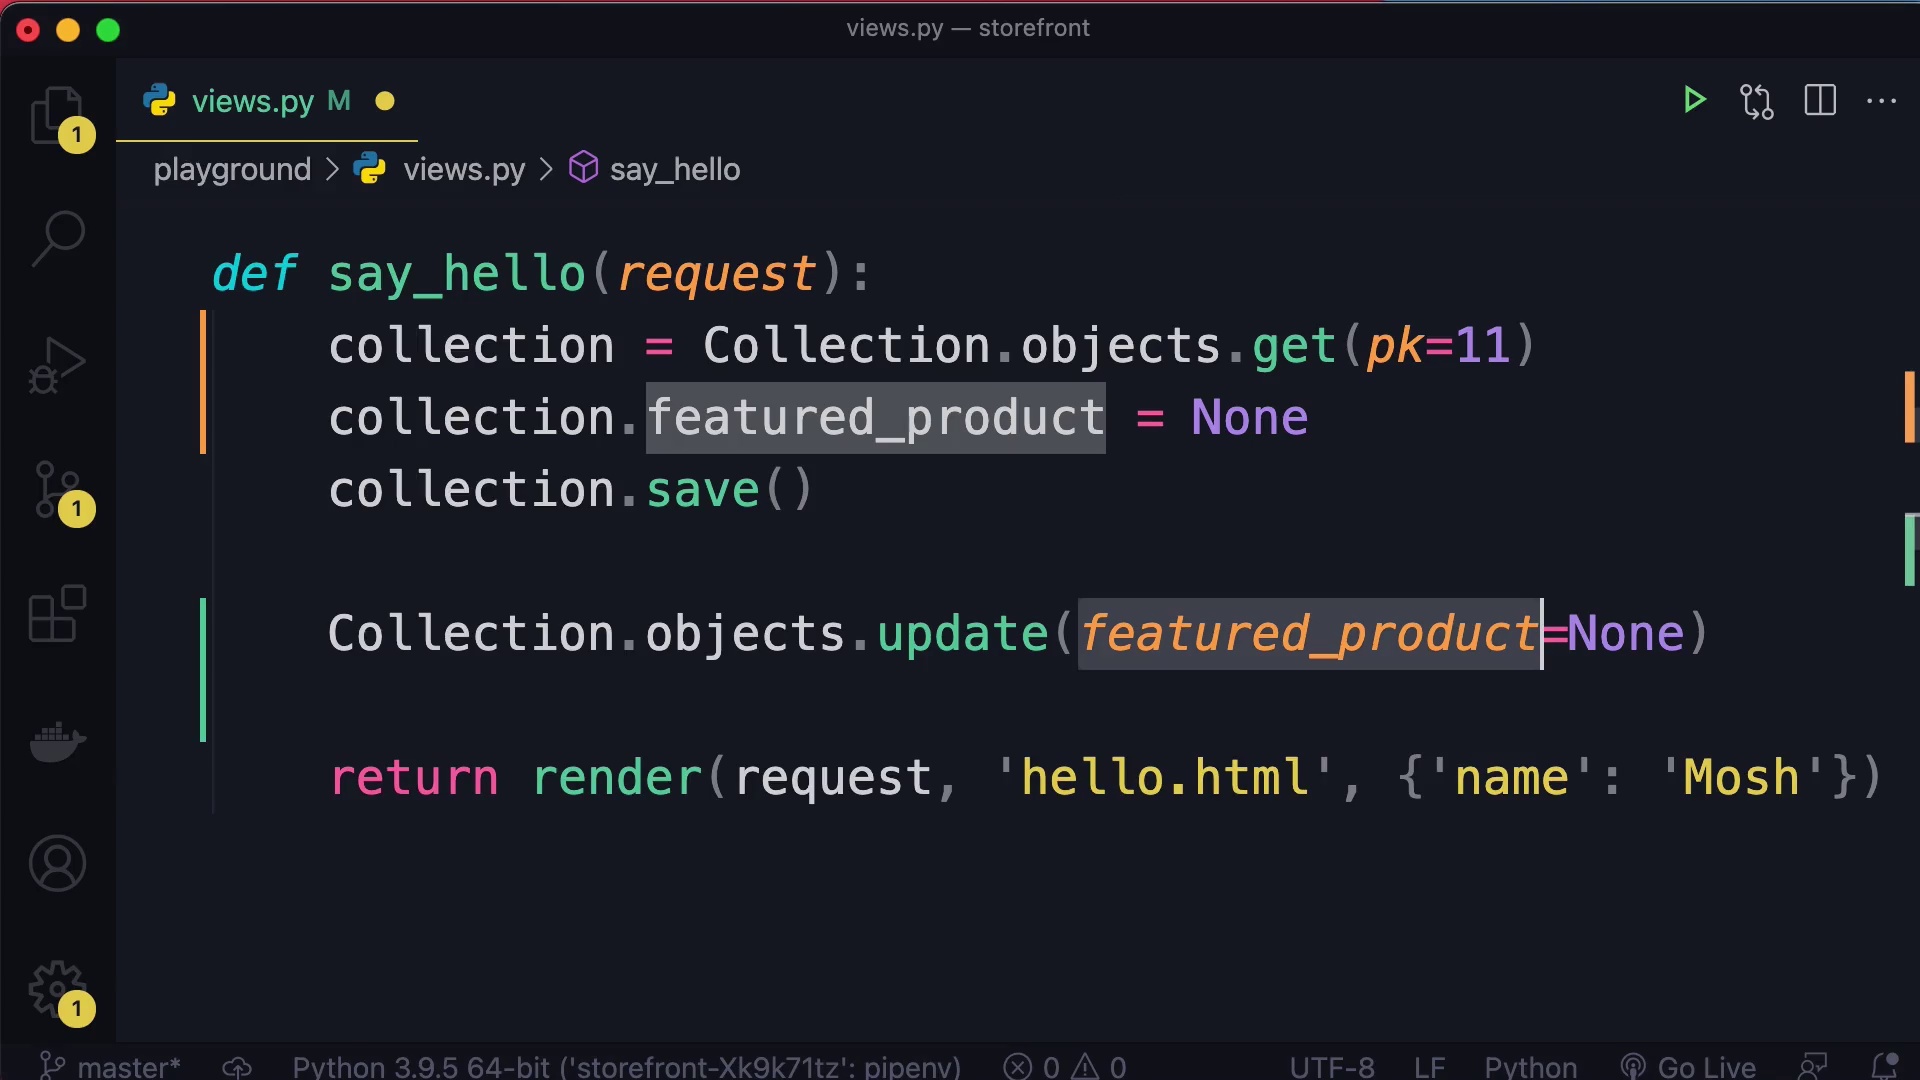 views.py — storefront
views.py M
playground > views.py > say_hello
def say_hello(request):
collection = Collection.objects.get(pk=11)
collection.featured_product = None
collection.save()
Collection.objects.update(featured_product=None)
return render(request, 'hello.html', {'name': 'Mosh'})
1
1
1
master* Python 3.9.5 64-bit ('storefront-Xk9k71tz': pipenv) 0 0 UTF-8 LF Python Go Live